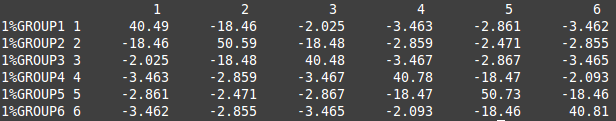 1 2 3 4 5 6
1%GROUP1 1 40.49 -18.46 -2.025 -3.463 -2.861 -3.462
1%GROUP2 2 -18.46 50.59 -18.48 -2.859 -2.471 -2.855
1%GROUP3 3 -2.025 -18.48 40.48 -3.467 -2.867 -3.465
1%GROUP4 4 -3.463 -2.859 -3.467 40.78 -18.47 -2.093
1%GROUP5 5 -2.861 -2.471 -2.867 -18.47 50.73 -18.46
1%GROUP6 6 -3.462 -2.855 -3.465 -2.093 -18.46 40.81